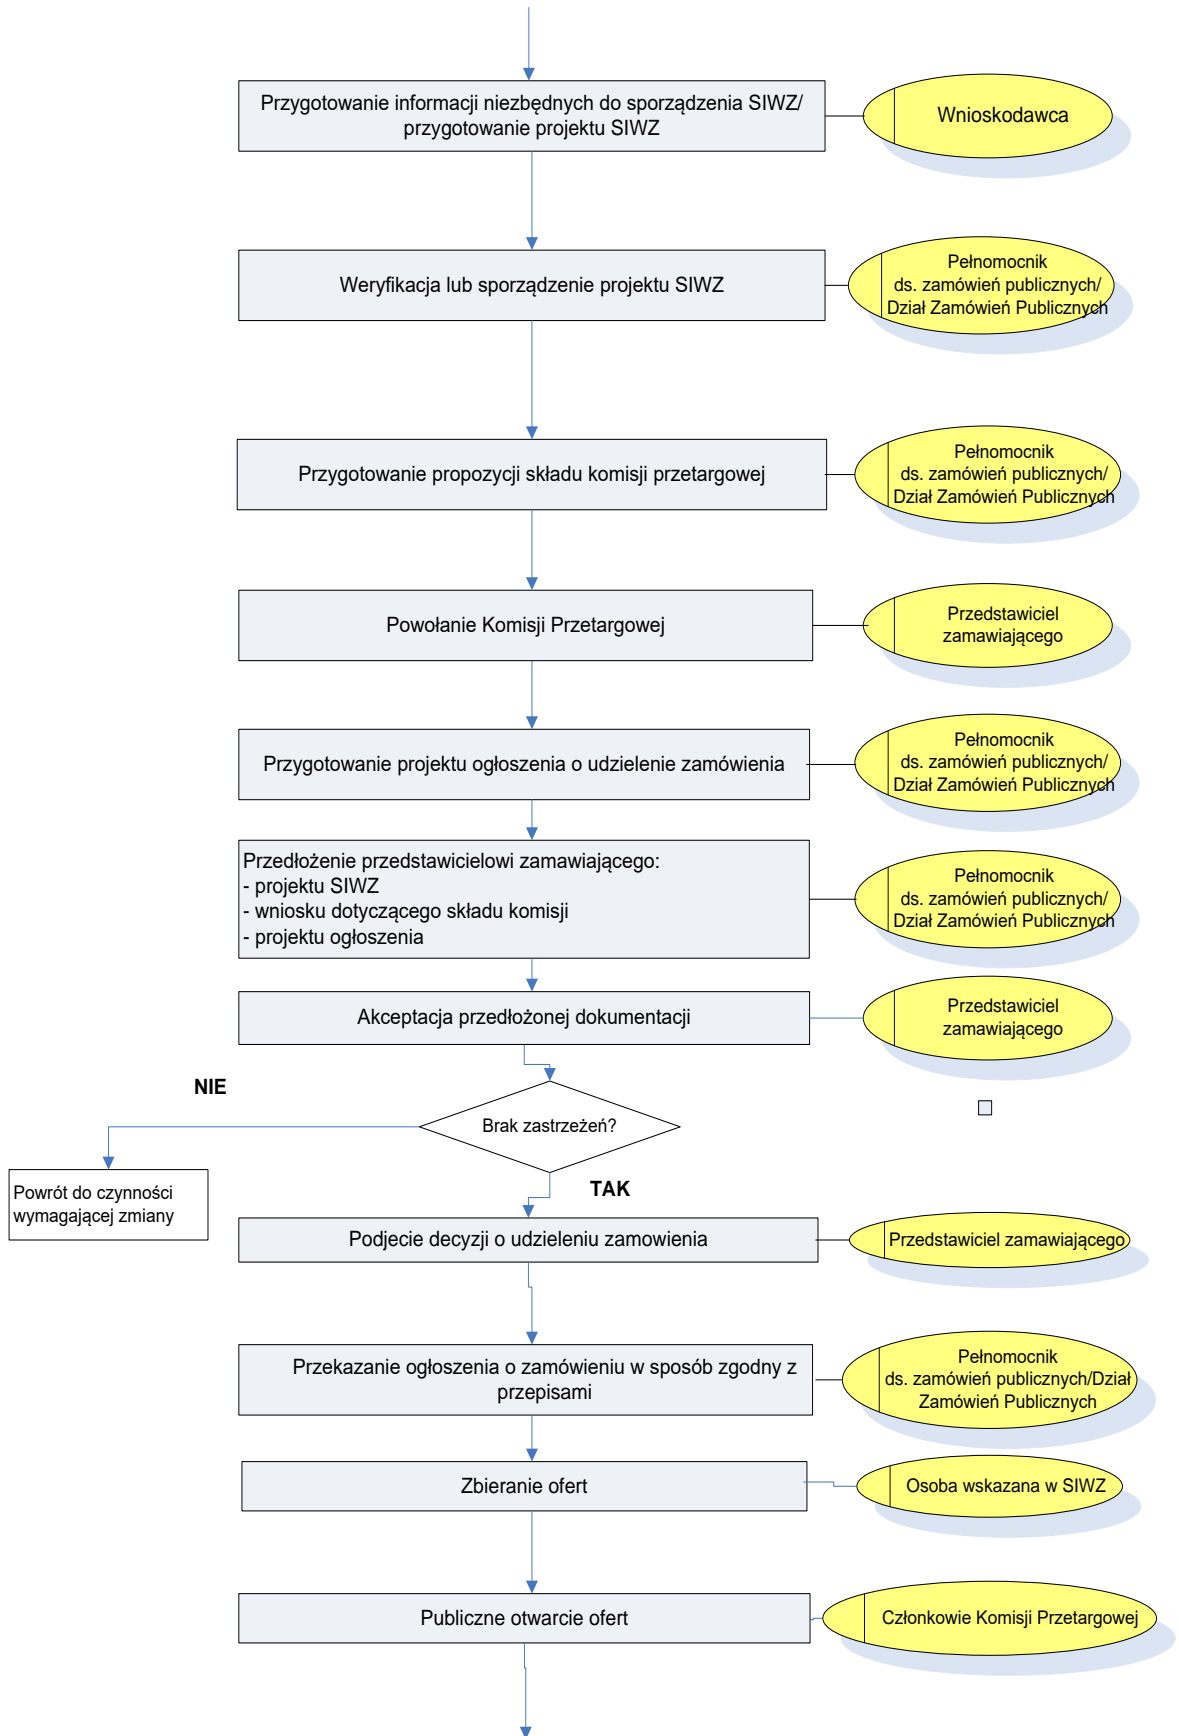 Przygotowanie informacji niezbędnych do sporządzenia SIWZ/
przygotowanie projektu SIWZ
Wnioskodawca
Weryfikacja lub sporządzenie projektu SIWZ
Pełnomocnik
ds. zamówień publicznych/
Dział Zamówień Publicznych
Przygotowanie propozycji składu komisji przetargowej
Pełnomocnik
ds. zamówień publicznych/
Dział Zamówień Publicznych
Powołanie Komisji Przetargowej
Przedstawiciel
zamawiającego
Przygotowanie projektu ogłoszenia o udzielenie zamówienia
Pełnomocnik
ds. zamówień publicznych/
Dział Zamówień Publicznych
Przedłożenie przedstawicielowi zamawiającego:
- projektu SIWZ
- wniosku dotyczącego składu komisji
- projektu ogłoszenia
Pełnomocnik
ds. zamówień publicznych/
Dział Zamówień Publicznych
Akceptacja przedłożonej dokumentacji
Przedstawiciel
zamawiającego
NIE
Brak zastrzeżeń?
Powrót do czynności
wymagającej zmiany
TAK
Podjecie decyzji o udzieleniu zamowienia
Przedstawiciel zamawiającego
Przekazanie ogłoszenia o zamówieniu w sposób zgodny z
przepisami
Pełnomocnik
ds. zamówień publicznych/Dział
Zamówień Publicznych
Zbieranie ofert
Osoba wskazana w SIWZ
Publiczne otwarcie ofert
Członkowie Komisji Przetargowej